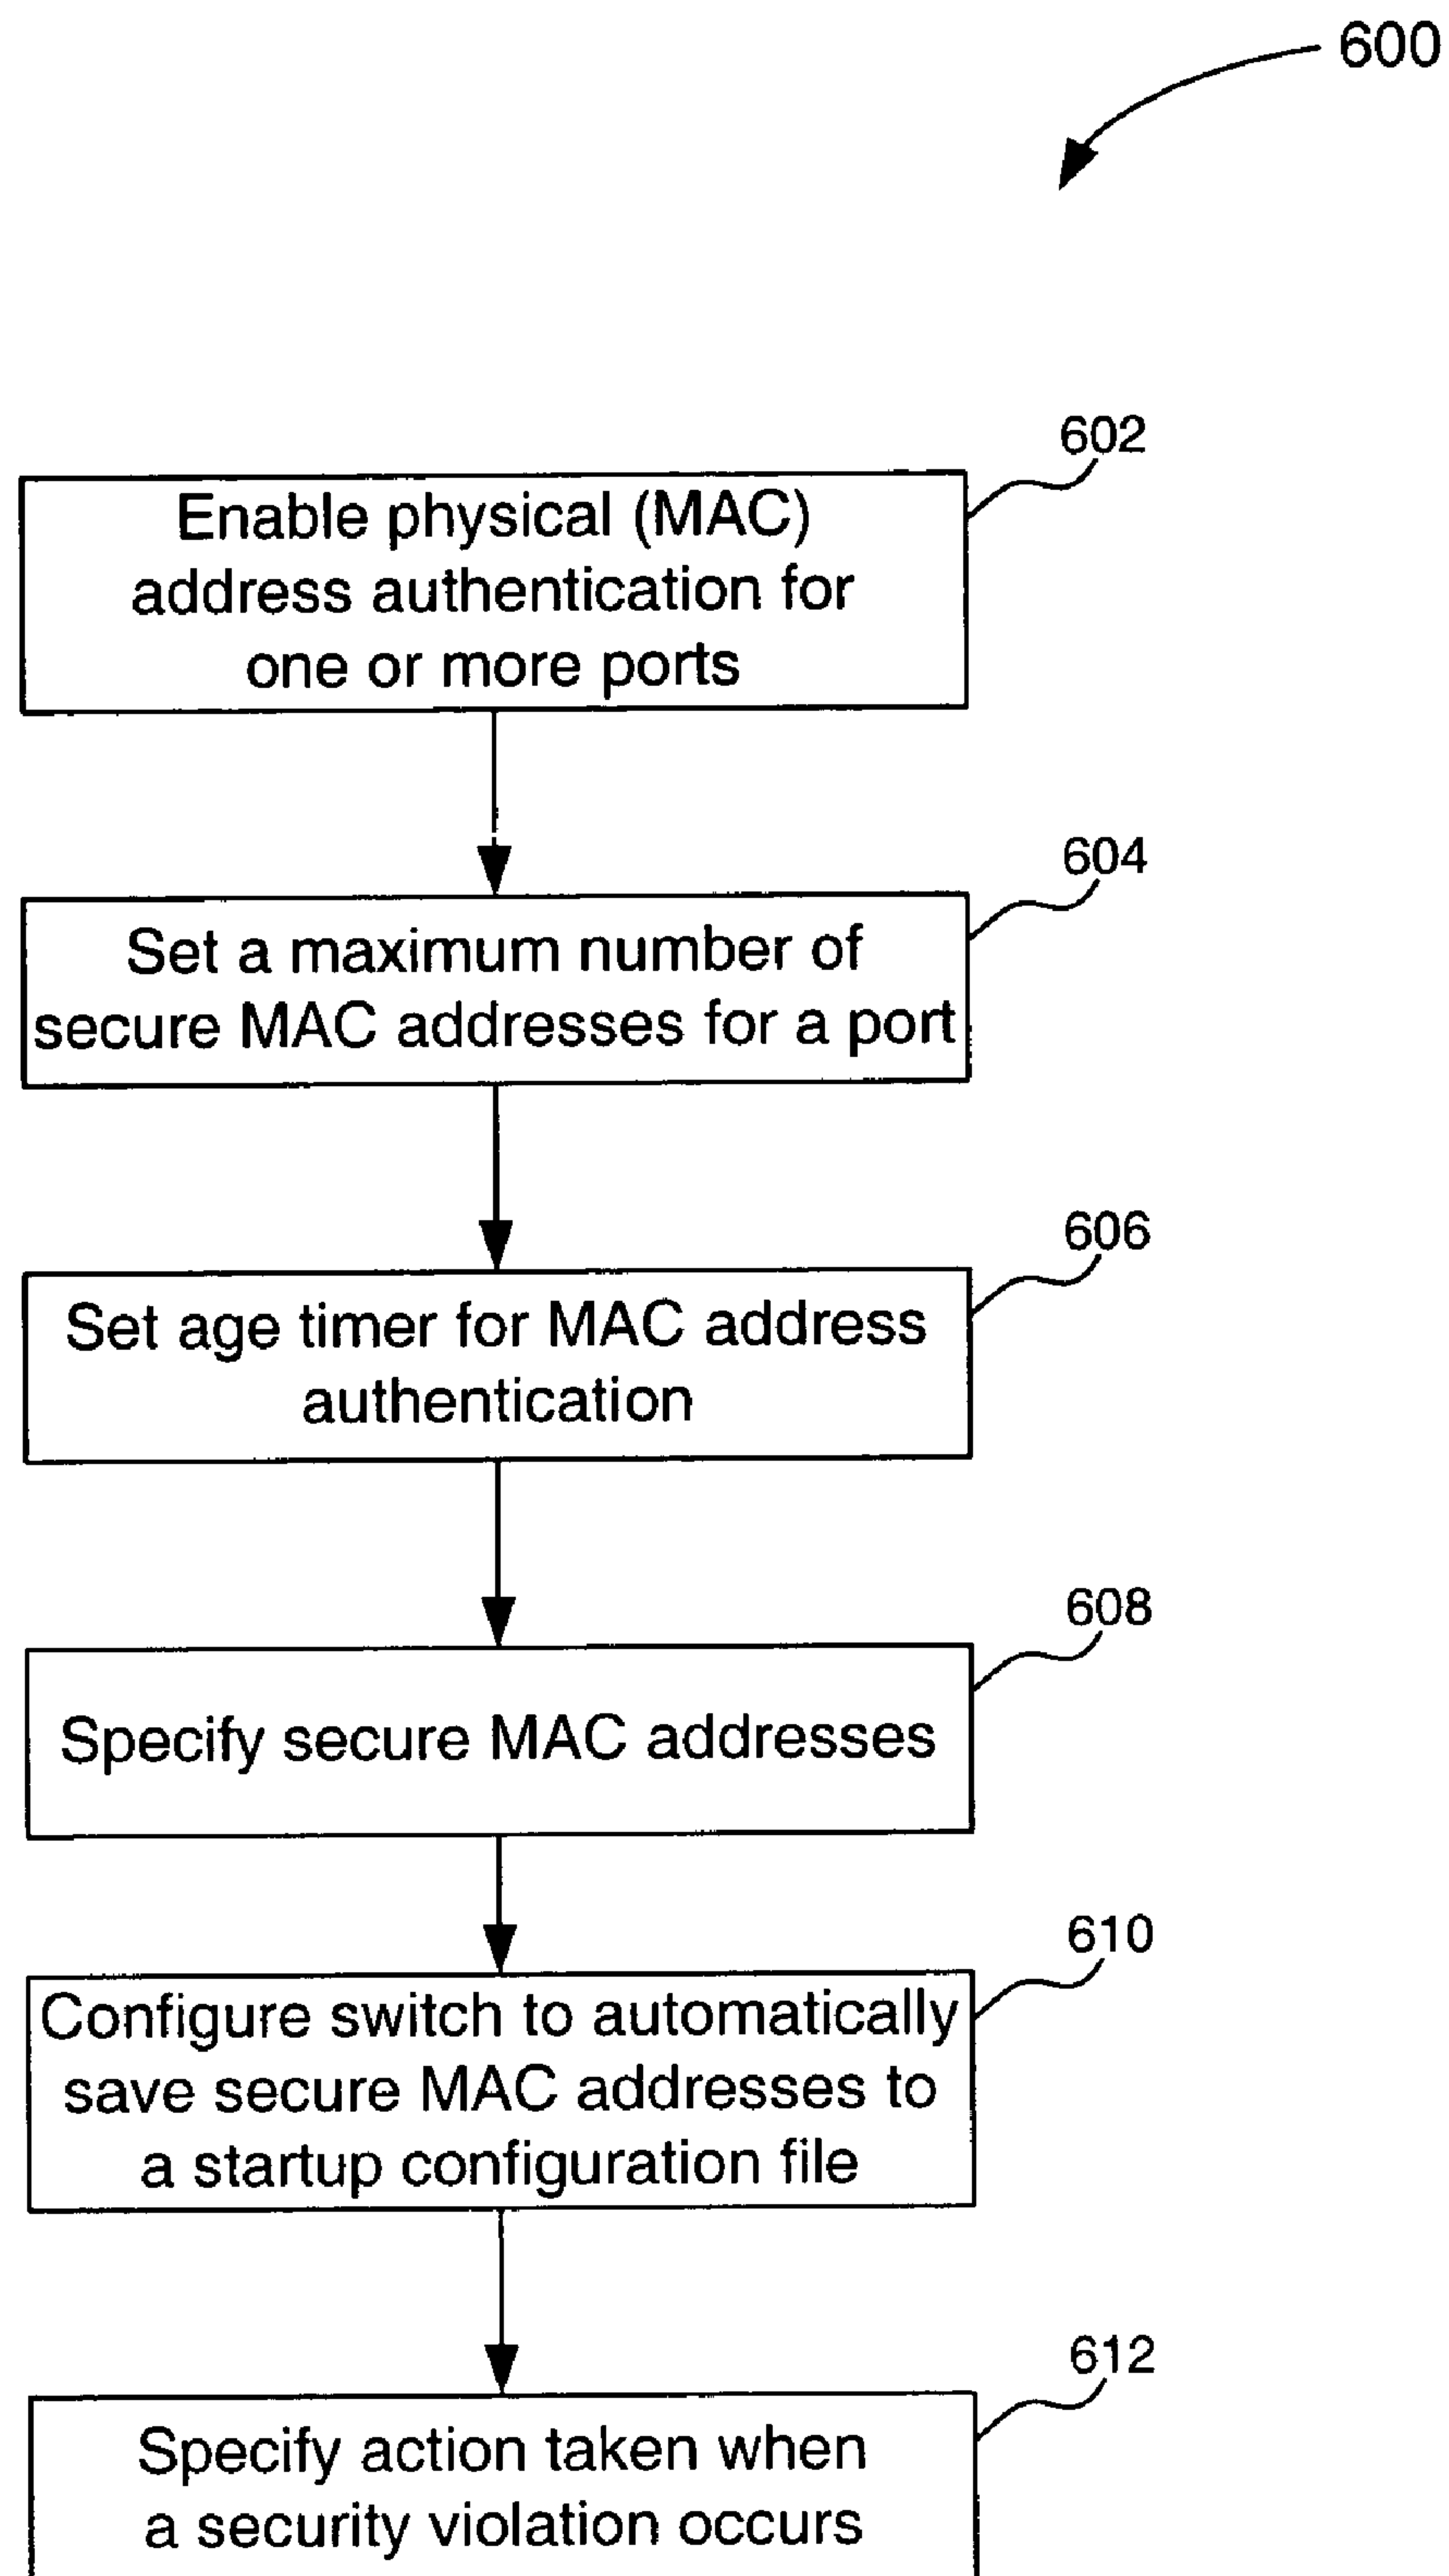 600
602
Enable physical (MAC)
address authentication for
one or more ports
604
Set a maximum number of
secure MAC addresses for a port
606
Set age timer for MAC address
authentication
608
Specify secure MAC addresses
610
Configure switch to automatically
save secure MAC addresses to
a startup configuration file
612
Specify action taken when
a security violation occurs